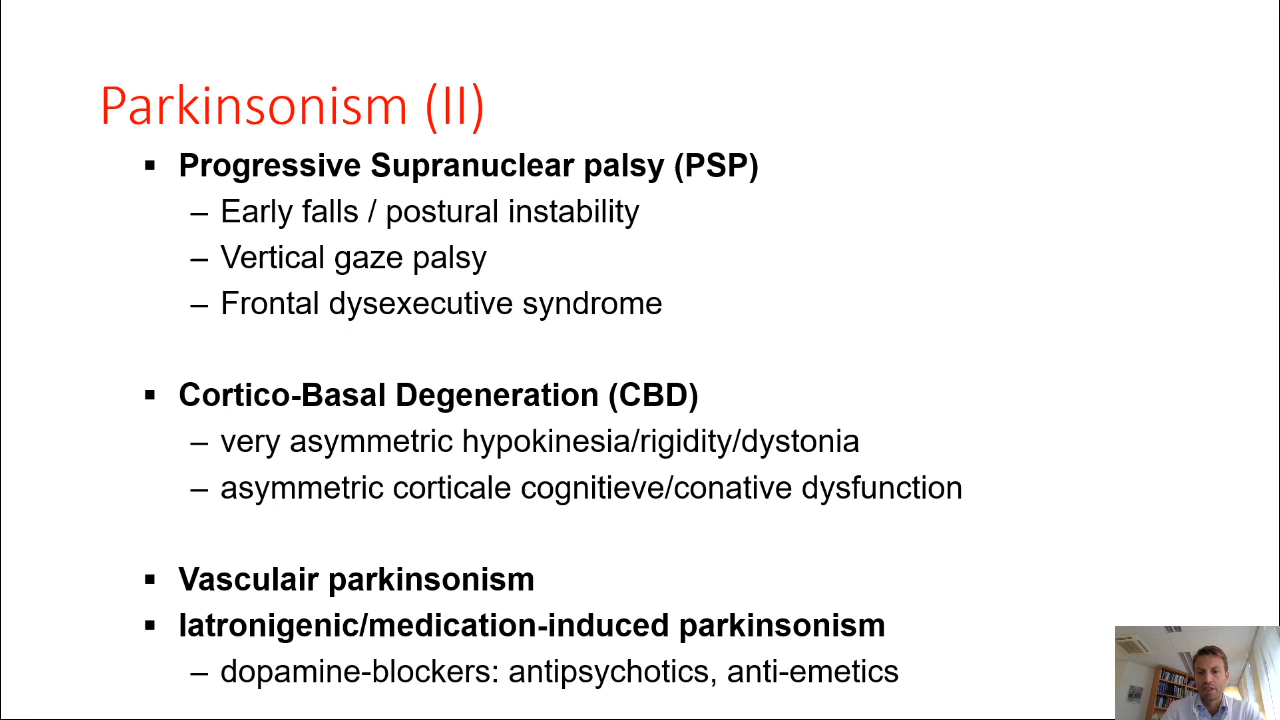 Parkinsonism (II)
▪ Progressive Supranuclear palsy (PSP)
– Early falls / postural instability
– Vertical gaze palsy
– Frontal dysexecutive syndrome
▪ Cortico-Basal Degeneration (CBD)
– very asymmetric hypokinesia/rigidity/dystonia
– asymmetric corticale cognitieve/conative dysfunction
▪ Vasculair parkinsonism
▪ Iatronigenic/medication-induced parkinsonism
– dopamine-blockers: antipsychotics, anti-emetics